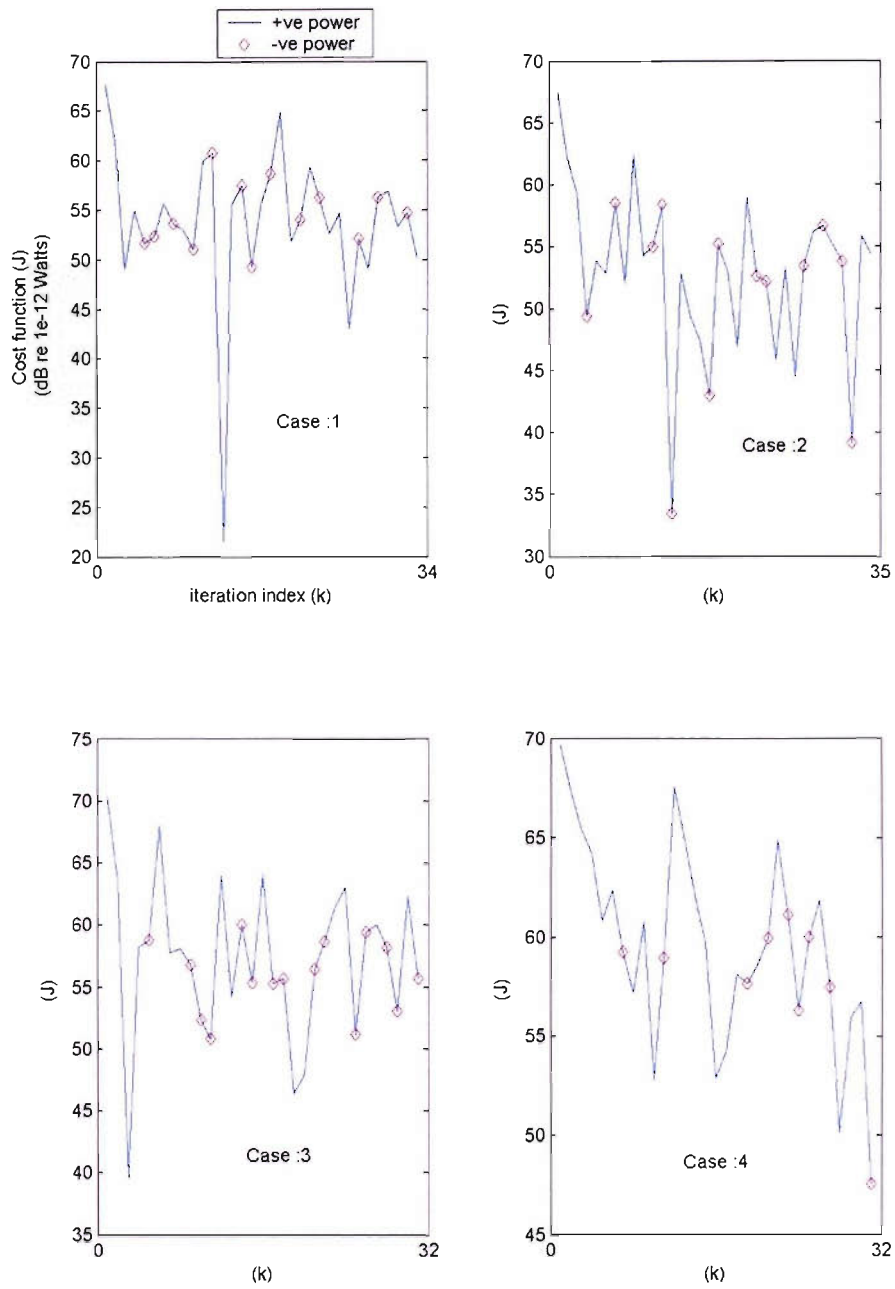 +ve power
-ve power
70
65
60
55
50
45
40
35
30
25
20
Cost function (J)
(dB re 1e-12 Watts)
Case :1
0
34
iteration index (k)
70
65
60
55
50
45
40
35
30
(J)
Case :2
0
35
(k)
75
70
65
60
55
50
45
40
35
(J)
Case :3
0
32
(k)
70
65
60
55
50
45
(J)
Case :4
0
32
(k)